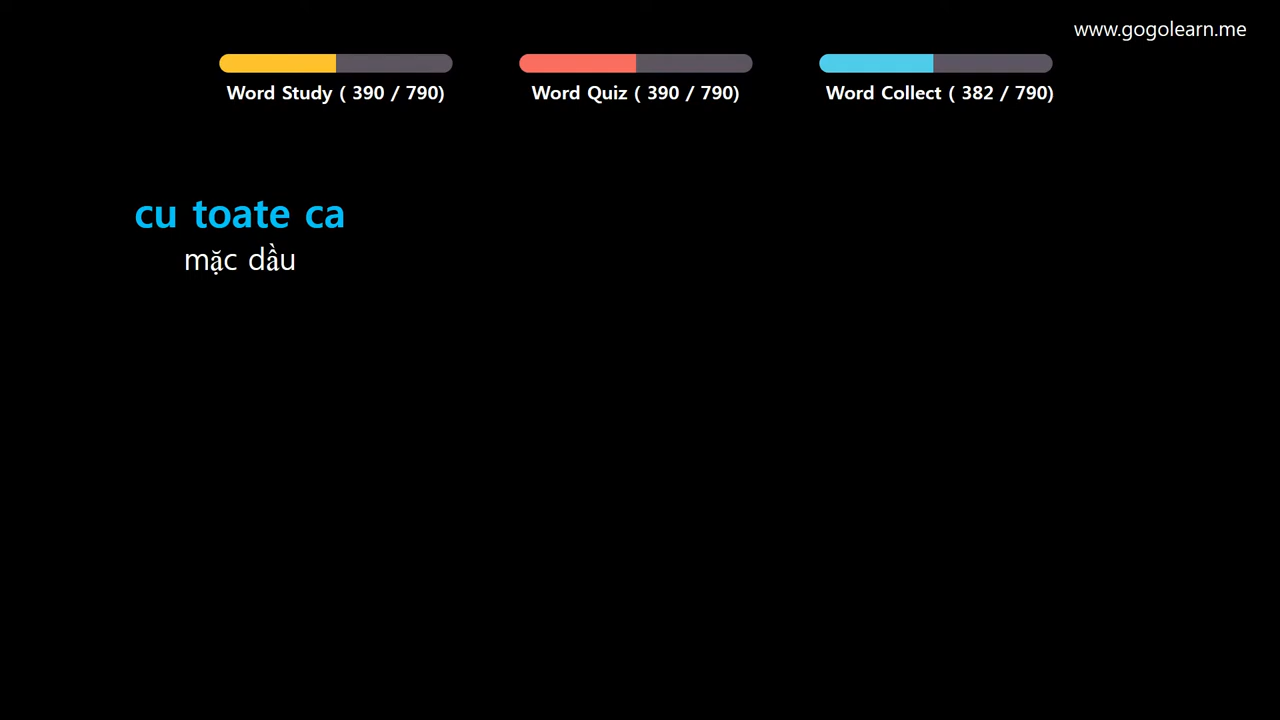 www.gogolearn.me
Word Study ( 390 / 790)
Word Quiz ( 390 / 790)
Word Collect ( 382 / 790)
cu toate ca
mặc dầu